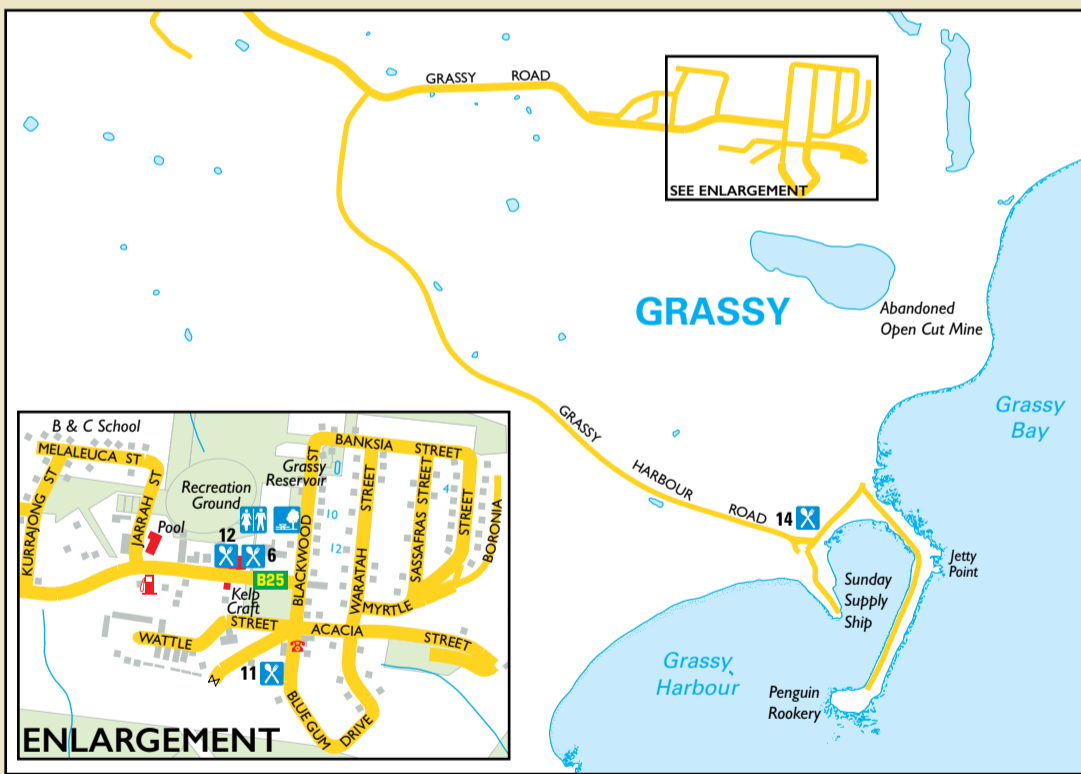 GRASSY ROAD
SEE ENLARGEMENT
GRASSY
Abandoned
Open Cut Mine
Grassy
Bay
GRASSY HARBOUR ROAD
14
Jetty
Point
Sunday
Supply
Ship
Grassy
Harbour
Penguin
Rookery
B & C School
MELALEUCA ST
KURRAJONG ST
JARRAH ST
Pool
Recreation
Ground
Grassy
Reservoir
BLACKWOOD ST
BANKSIA STREET
WARATAH STREET
SASSAFRAS STREET
STREET
BORONIA
MYRTLE
0
4
10
12
12
6
B25
Kelp
Craft
WATTLE STREET
ACACIA STREET
11
BLUE GUM DRIVE
ENLARGEMENT